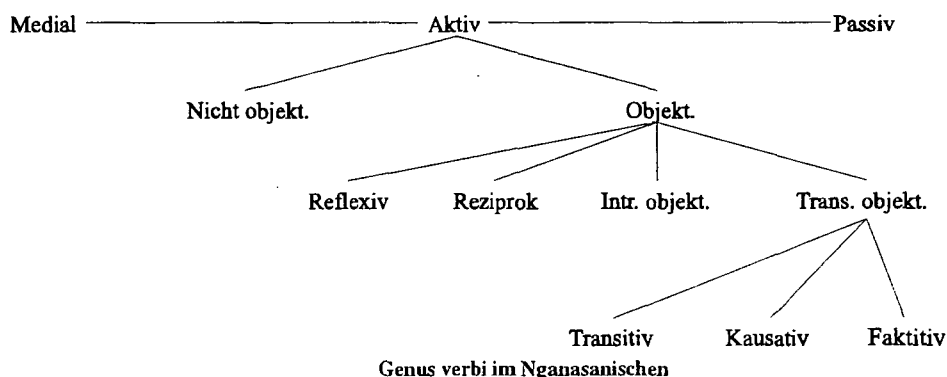 Medial Aktiv Passiv
Nicht objekt. Objekt.
Reflexiv Reziprok Intr. objekt. Trans. objekt.
Transitiv Kausativ Faktitiv
Genus verbi im Nganasanischen